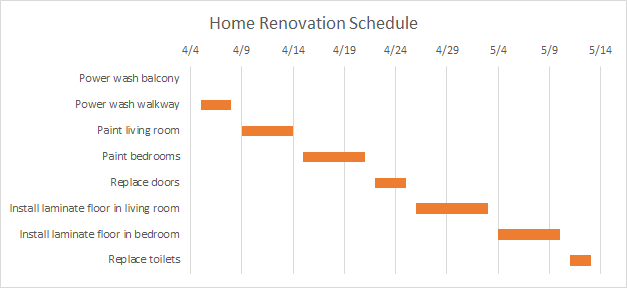 Home Renovation Schedule
4/4 4/9 4/14 4/19 4/24 4/29 5/4 5/9 5/14
Power wash balcony
Power wash walkway
Paint living room
Paint bedrooms
Replace doors
Install laminate floor in living room
Install laminate floor in bedroom
Replace toilets